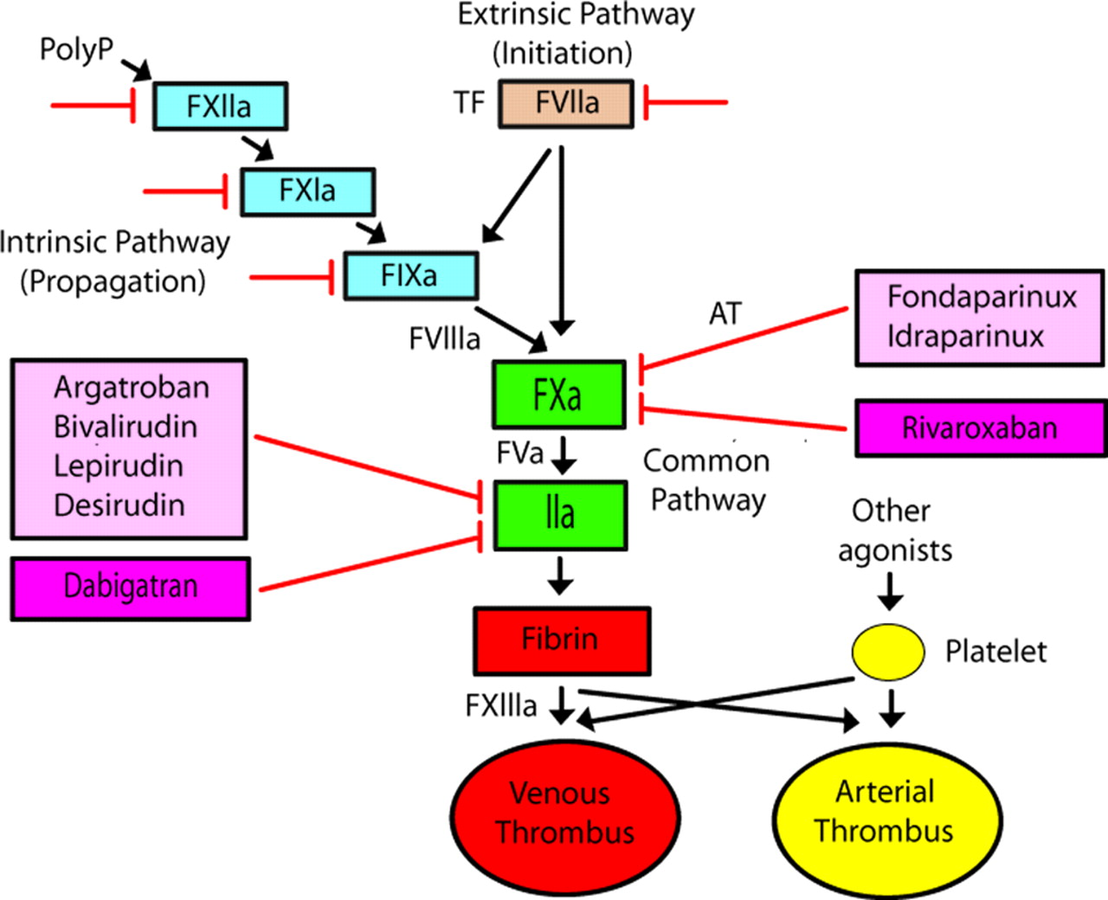 Extrinsic Pathway
(Initiation)
PolyP
FXIIa
TF
FVIIa
FXIa
Intrinsic Pathway
(Propagation)
FIXa
FVIIIa
AT
Fondaparinux
Idraparinux
FXa
Rivaroxaban
Argatroban
Bivalirudin
Lepirudin
Desirudin
FVa
Common
Pathway
IIa
Dabigatran
Other
agonists
Fibrin
Platelet
FXIIIa
Venous
Thrombus
Arterial
Thrombus